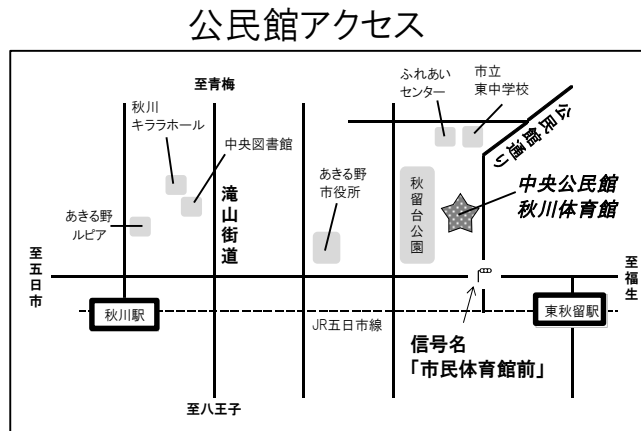 公民館アクセス
至青梅
秋川
キララホール
中央図書館
あきる野
ルピア
滝山街道
あきる野
市役所
ふれあい
センター
市立
東中学校
公民館通り
秋留台公園
中央公民館
秋川体育館
至五日市
至福生
秋川駅
JR五日市線
東秋留駅
信号名
「市民体育館前」
至八王子